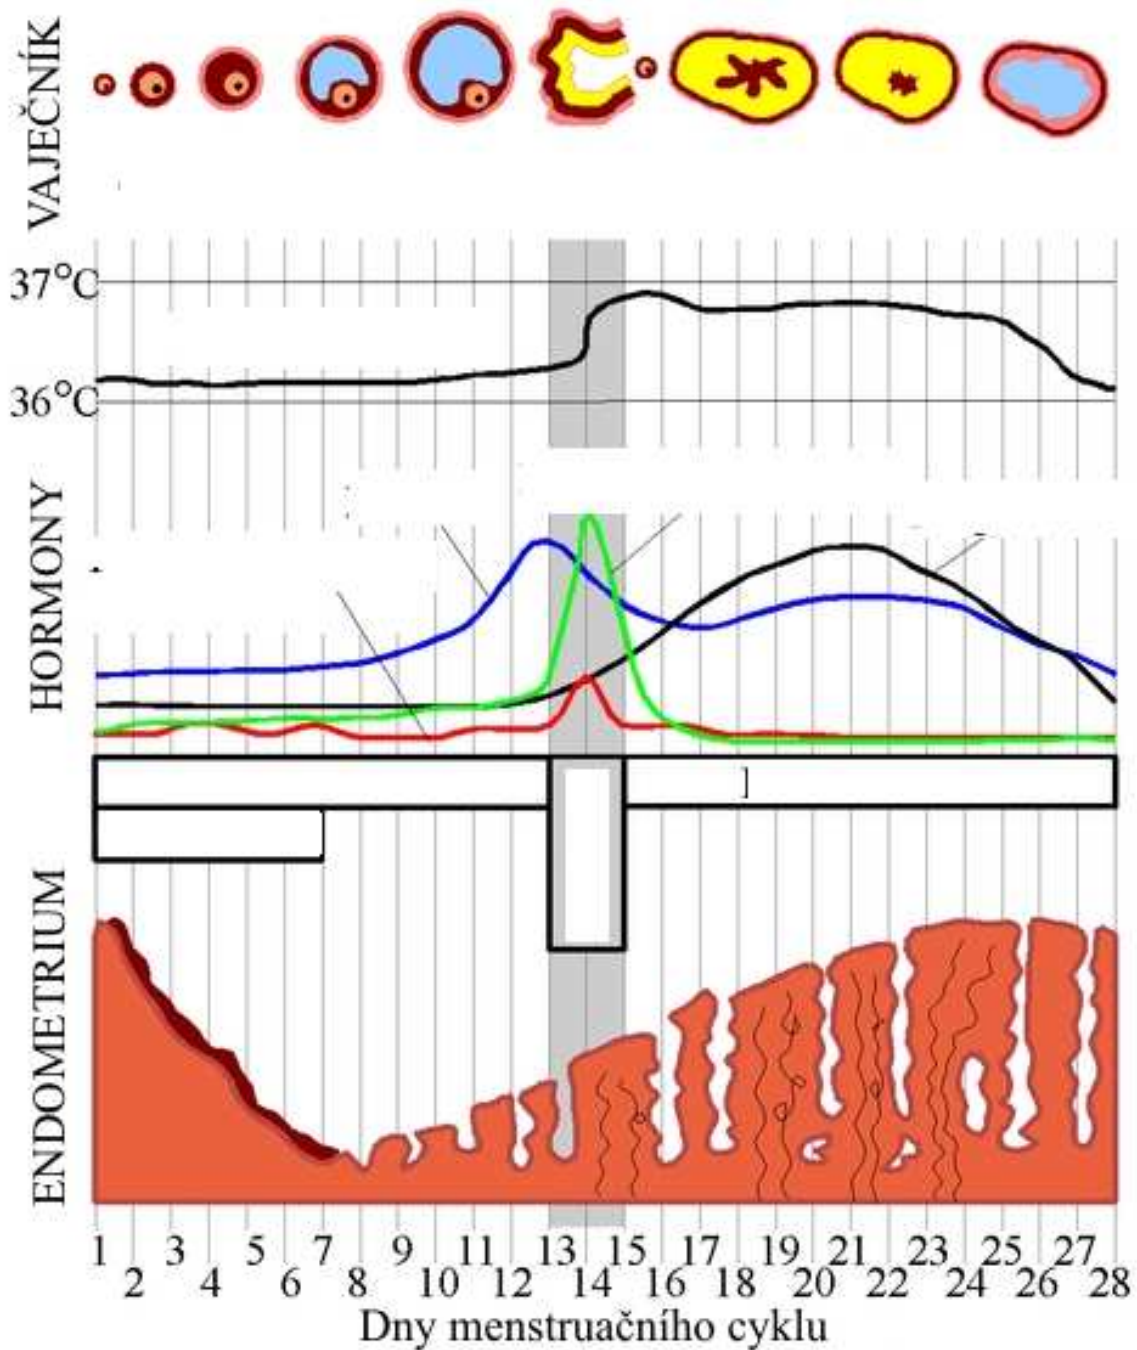 VAJEČNÍK
37°C
36°C
HORMONY
]
ENDOMETRIUM
1 3 5 7 9 11 13 15 17 19 21 23 25 27
2 4 6 8 10 12 14 16 18 20 22 24 26 28
Dny menstruačního cyklu